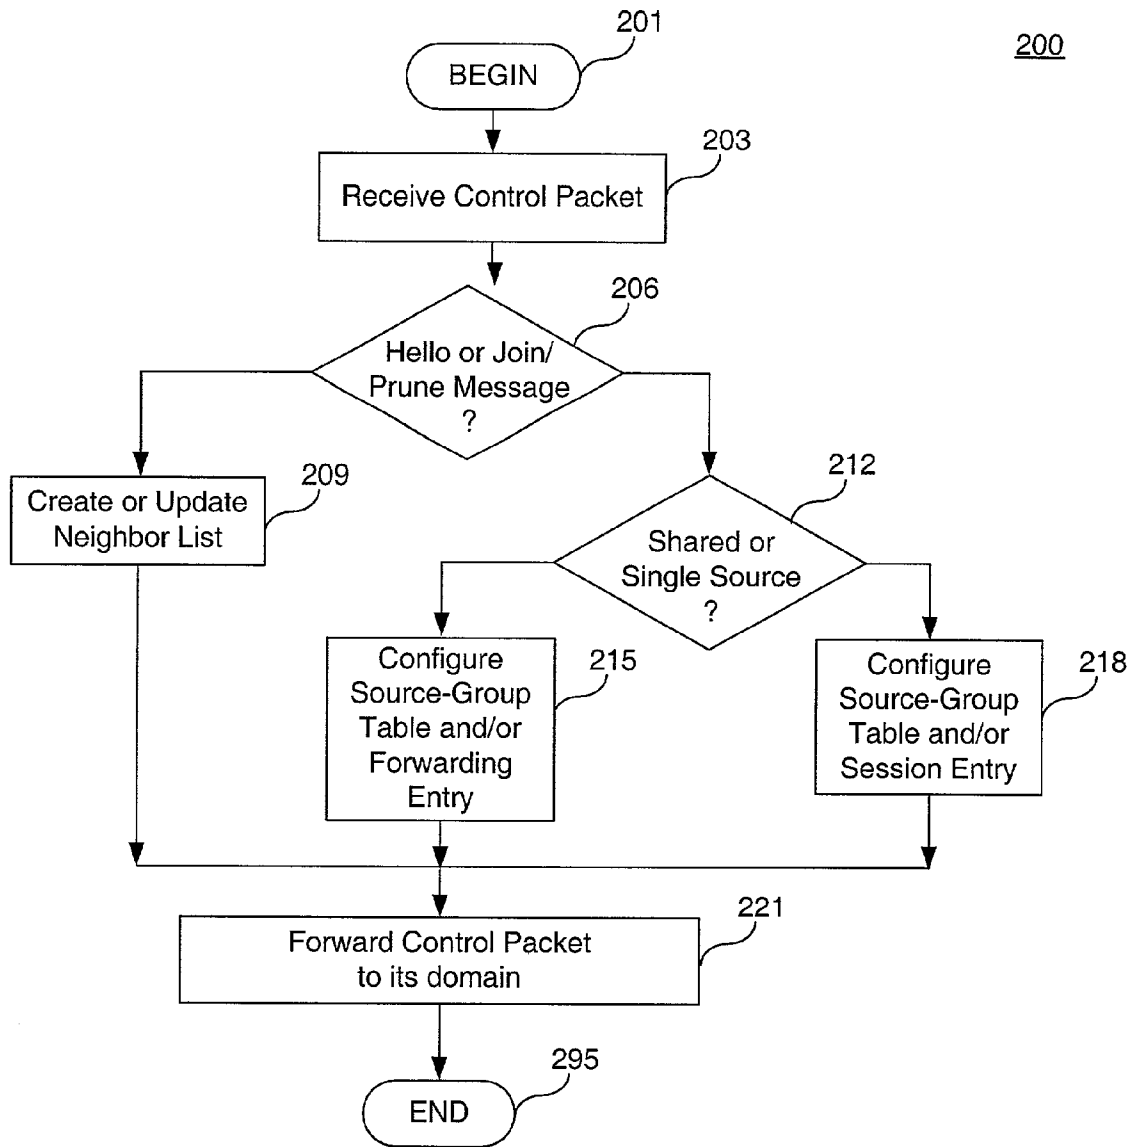 201
200
BEGIN
203
Receive Control Packet
206
Hello or Join/
Prune Message
?
209
Create or Update
Neighbor List
212
Shared or
Single Source
?
215
Configure
Source-Group
Table and/or
Forwarding
Entry
218
Configure
Source-Group
Table and/or
Session Entry
221
Forward Control Packet
to its domain
295
END